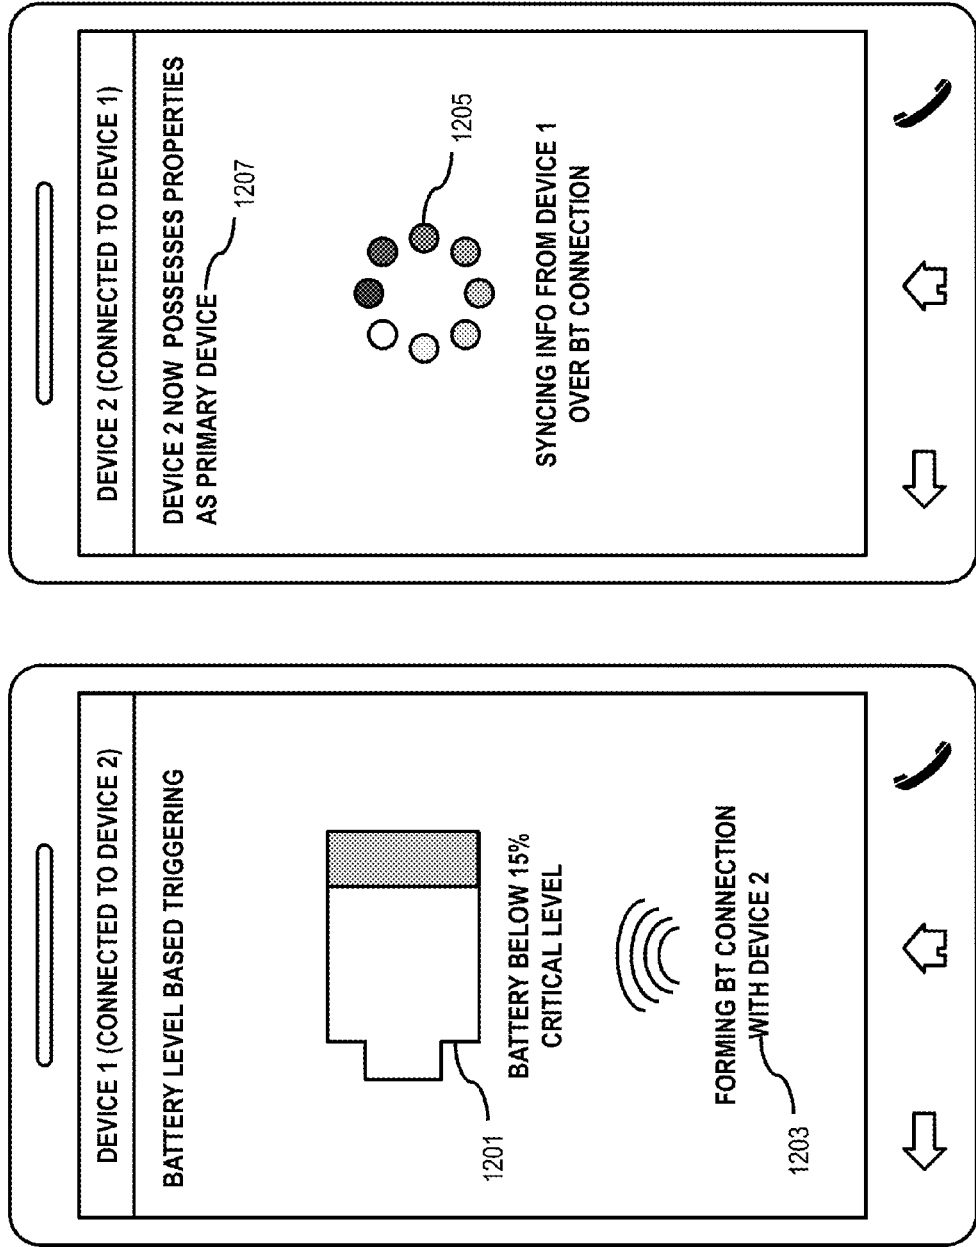 DEVICE 1 (CONNECTED TO DEVICE 2)
BATTERY LEVEL BASED TRIGGERING
1201
BATTERY BELOW 15%
CRITICAL LEVEL
FORMING BT CONNECTION
WITH DEVICE 2
1203
DEVICE 2 (CONNECTED TO DEVICE 1)
DEVICE 2 NOW POSSESSES PROPERTIES
AS PRIMARY DEVICE
1207
1205
SYNCING INFO FROM DEVICE 1
OVER BT CONNECTION